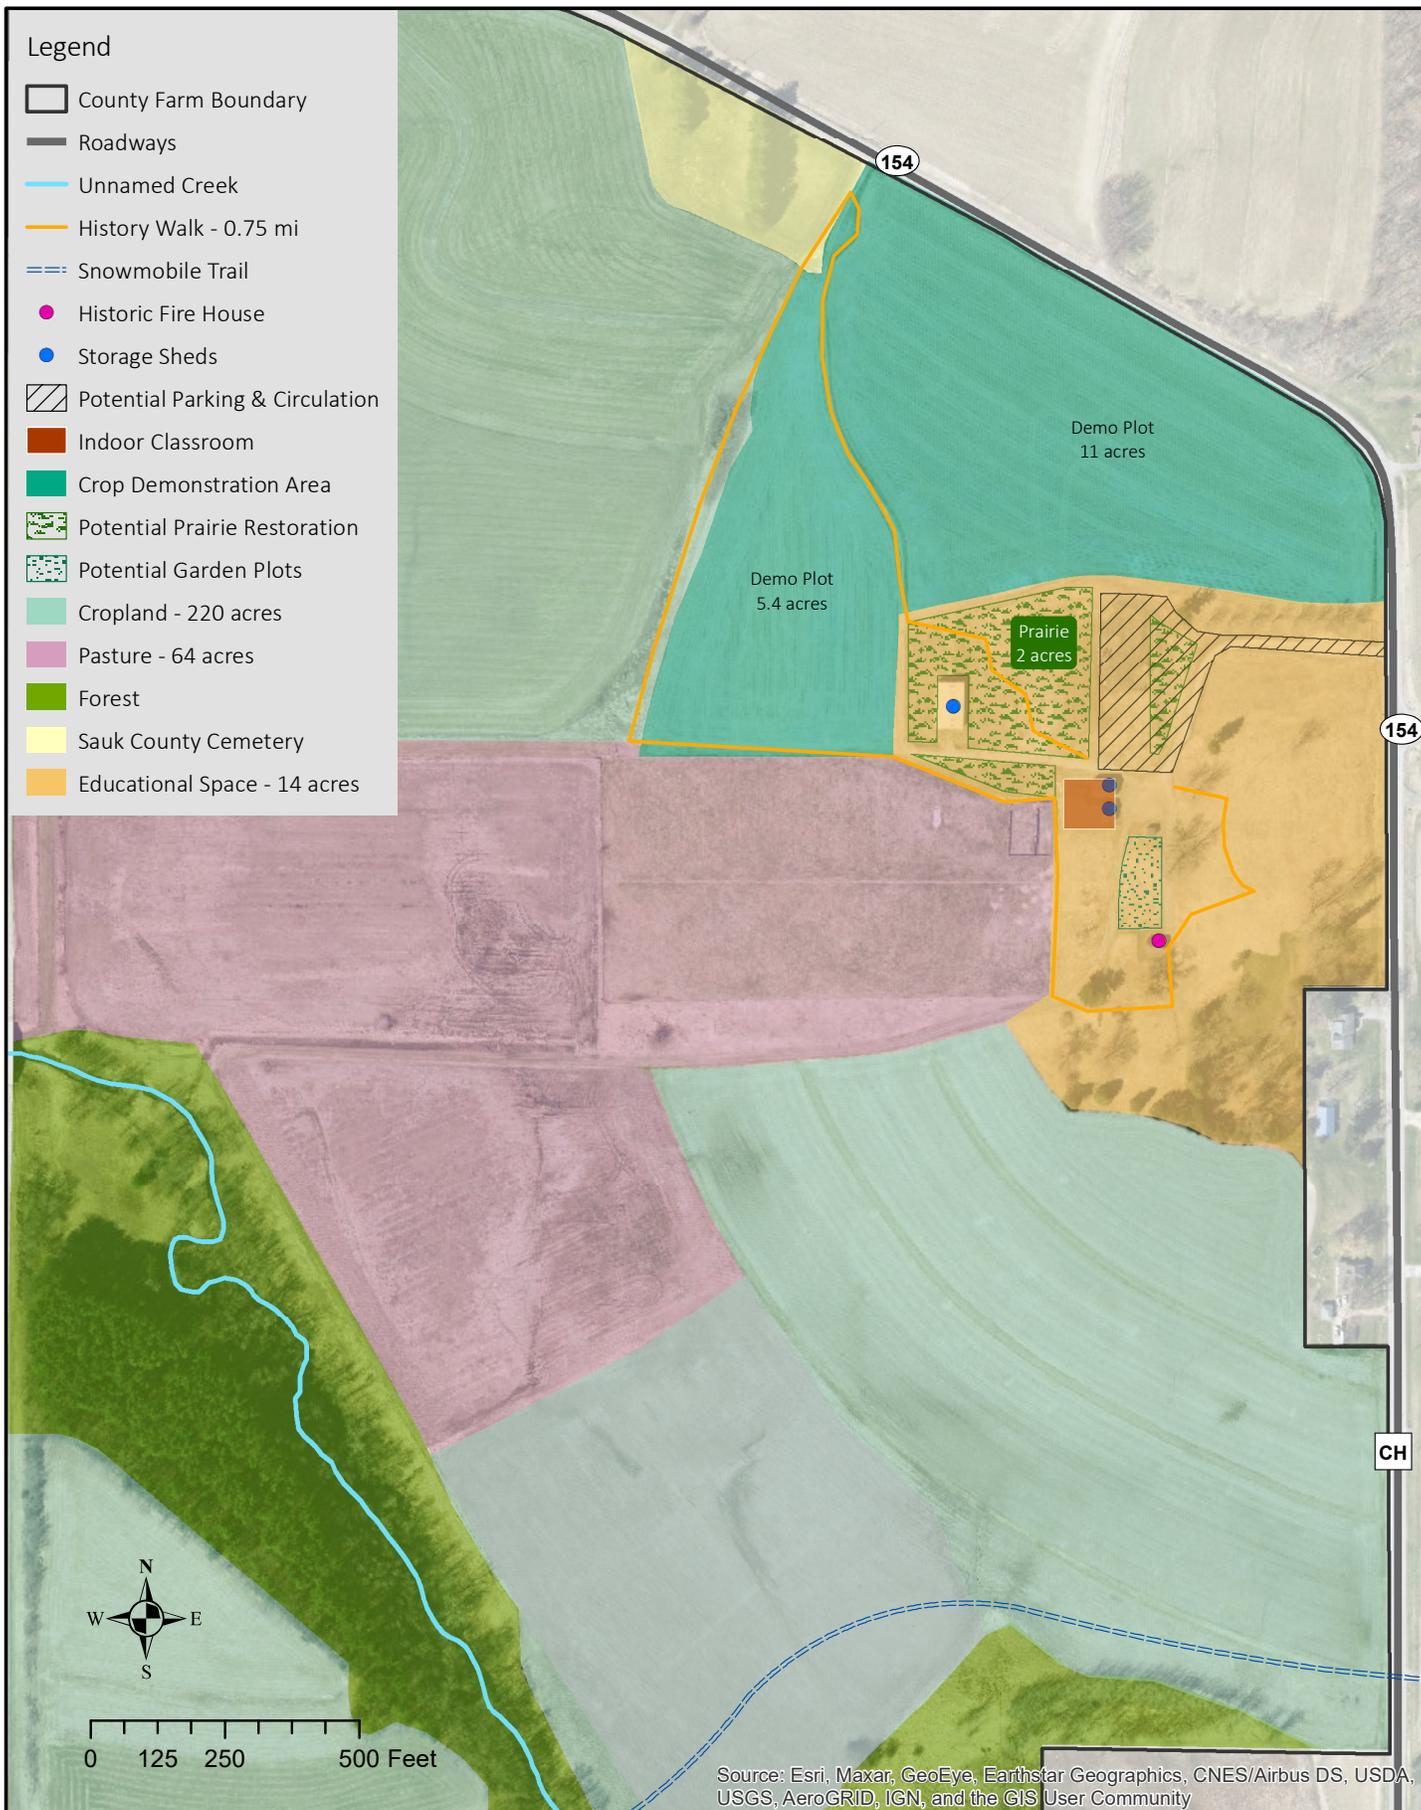 Legend
County Farm Boundary
Roadways
Unnamed Creek
History Walk - 0.75 mi
Snowmobile Trail
Historic Fire House
Storage Sheds
Potential Parking & Circulation
Indoor Classroom
Crop Demonstration Area
Potential Prairie Restoration
Potential Garden Plots
Cropland - 220 acres
Pasture - 64 acres
Forest
Sauk County Cemetery
Educational Space - 14 acres
154
Demo Plot
11 acres
Demo Plot
5.4 acres
Prairie
2 acres
154
CH
N
W E
S
0 125 250 500 Feet
Source: Esri, Maxar, GeoEye, Earthstar Geographics, CNES/Airbus DS, USDA,
USGS, AeroGRID, IGN, and the GIS User Community